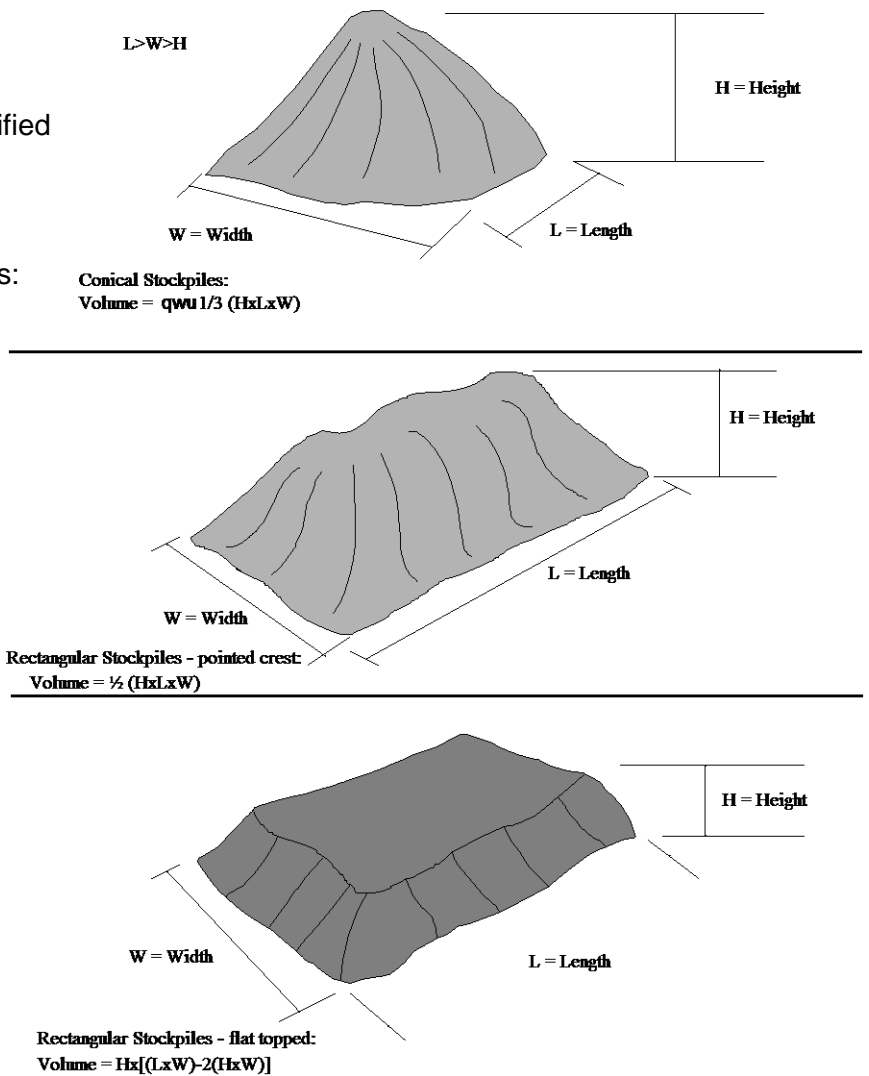 L>W>H
H = Height
ified
W = Width
L = Length
s:
Conical Stockpiles:
Volume = qwu 1/3 (HxLxW)
H = Height
L = Length
W = Width
Rectangular Stockpiles - pointed crest:
Volume = ½ (HxLxW)
H = Height
W = Width
L = Length
Rectangular Stockpiles - flat topped:
Volume = Hx[(LxW)-2(HxW)]